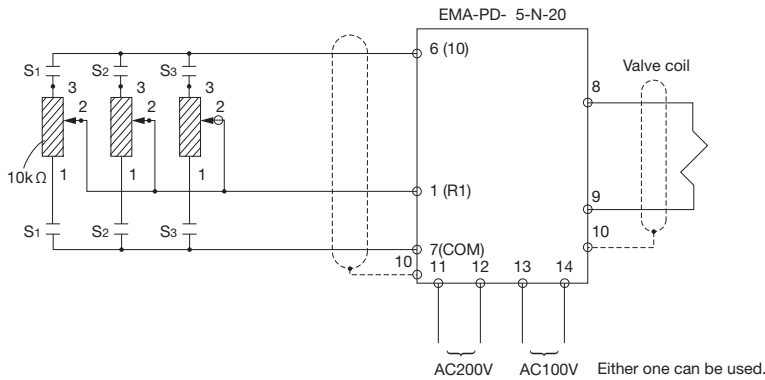 EMA-PD- 5-N-20
6 (10)
S1
S2
S3
8
Valve coil
3
3
3
2
2
2
1
1
1
10kΩ
1 (R1)
9
S1
S2
S3
7(COM)
10
10
11
12
13
14
AC200V
AC100V
Either one can be used.